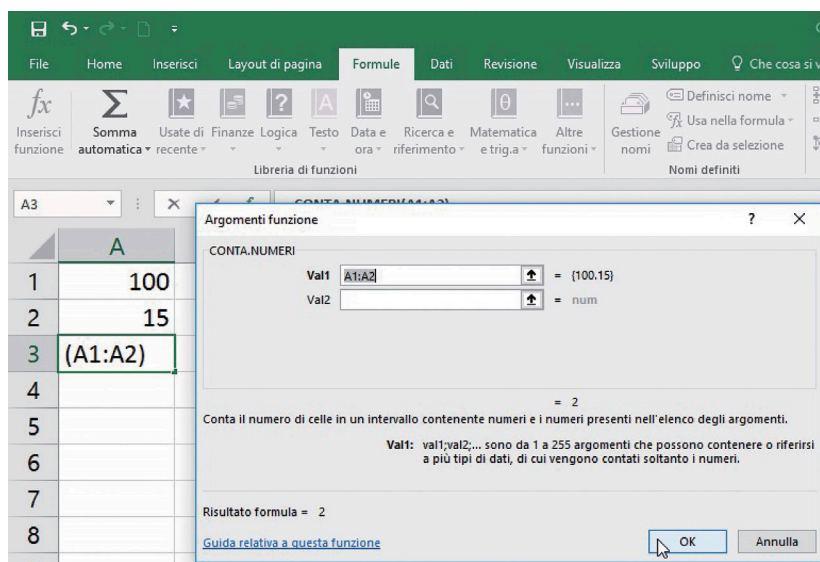 File Home Inserisci Layout di pagina Formule Dati Revisione Visualizza Sviluppo Che cosa si
fx Σ ? A θ ...
Inserisci funzione
Somma automatica
Usate di recente
Finanze
Logica
Testo
Data e ora
Ricerca e riferimento
Matematica e trig.a
Altre funzioni
Gestione nomi
Definisci nome
Usa nella formula
Crea da selezione
Libreria di funzioni Nomi definiti
A3
CONTA.NUMERI(A1:A2)
Argomenti funzione ? ×
CONTA.NUMERI
Val1 A1:A2 = {100.15}
Val2 = num
= 2
Conta il numero di celle in un intervallo contenente numeri e i numeri presenti nell'elenco degli argomenti.
Val1: val1;val2;... sono da 1 a 255 argomenti che possono contenere o riferirsi
a più tipi di dati, di cui vengono contati soltanto i numeri.
Risultato formula = 2
Guida relativa a questa funzione
OK Annulla
A
1 100
2 15
3 (A1:A2)
4
5
6
7
8